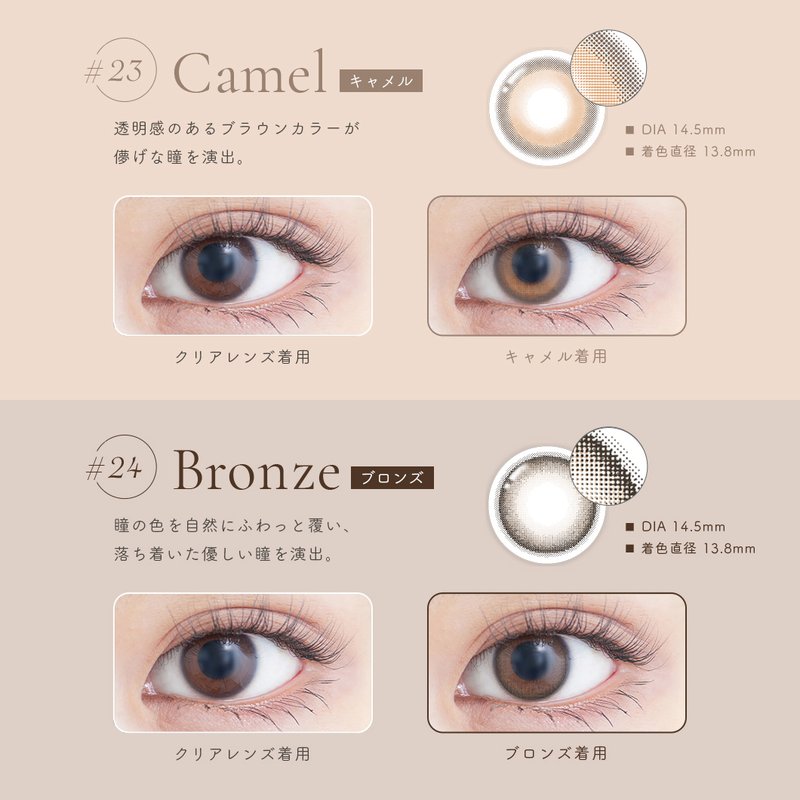 #23 Camel キャメル
透明感のあるブラウンカラーが
儚げな瞳を演出。
■ DIA 14.5mm
■ 着色直径 13.8mm
クリアレンズ着用
キャメル着用
#24 Bronze ブロンズ
瞳の色を自然にふわっと覆い、
落ち着いた優しい瞳を演出。
■ DIA 14.5mm
■ 着色直径 13.8mm
クリアレンズ着用
ブロンズ着用